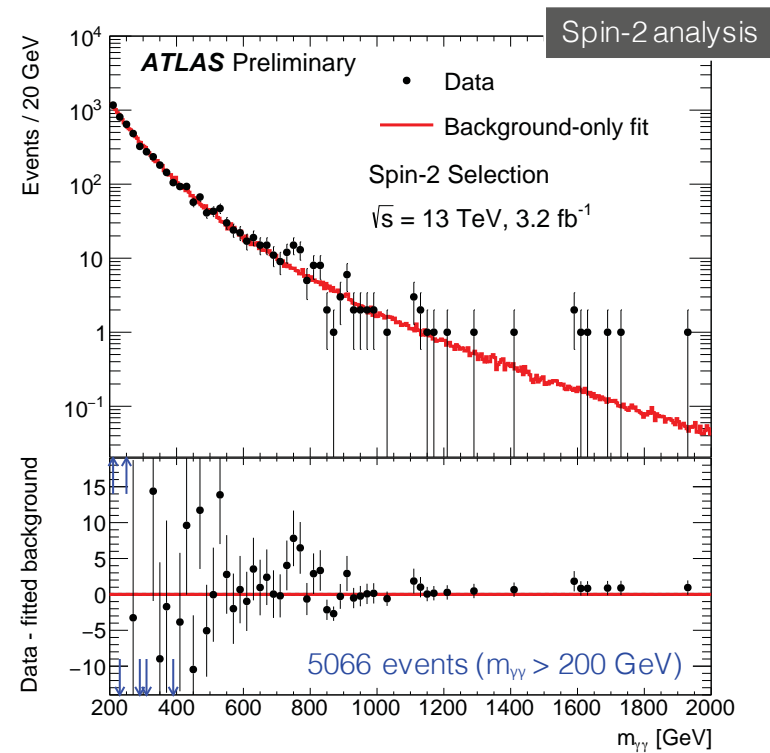 Spin-2 analysis
ATLAS Preliminary
Data
Background-only fit
Spin-2 Selection
√s = 13 TeV, 3.2 fb⁻¹
Events / 20 GeV
10⁴
10³
10²
10
1
10⁻¹
Data - fitted background
15
10
5
0
−5
−10
5066 events (mγγ > 200 GeV)
200 400 600 800 1000 1200 1400 1600 1800 2000
mγγ [GeV]